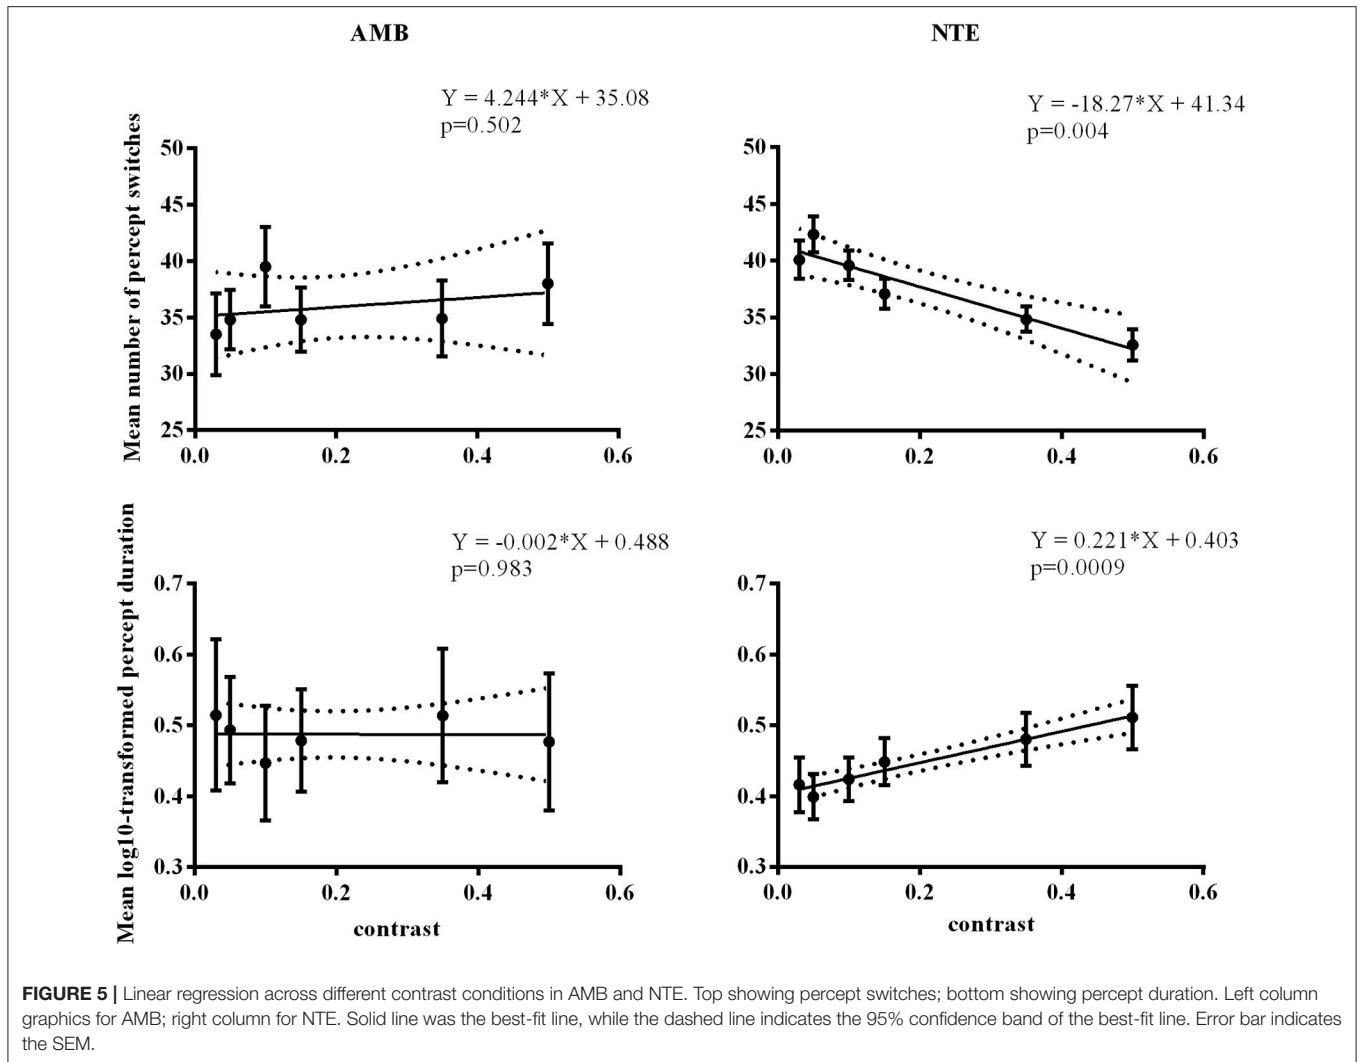 AMB
NTE
Y = 4.244*X + 35.08
p=0.502
Y = -18.27*X + 41.34
p=0.004
Mean number of percept switches
50
45
40
35
30
25
0.0 0.2 0.4 0.6
50
45
40
35
30
25
0.0 0.2 0.4 0.6
Y = -0.002*X + 0.488
p=0.983
Y = 0.221*X + 0.403
p=0.0009
Mean log10-transformed percept duration
0.7
0.6
0.5
0.4
0.3
0.0 0.2 0.4 0.6
contrast
0.7
0.6
0.5
0.4
0.3
0.0 0.2 0.4 0.6
contrast
FIGURE 5 | Linear regression across different contrast conditions in AMB and NTE. Top showing percept switches; bottom showing percept duration. Left column
graphics for AMB; right column for NTE. Solid line was the best-fit line, while the dashed line indicates the 95% confidence band of the best-fit line. Error bar indicates
the SEM.